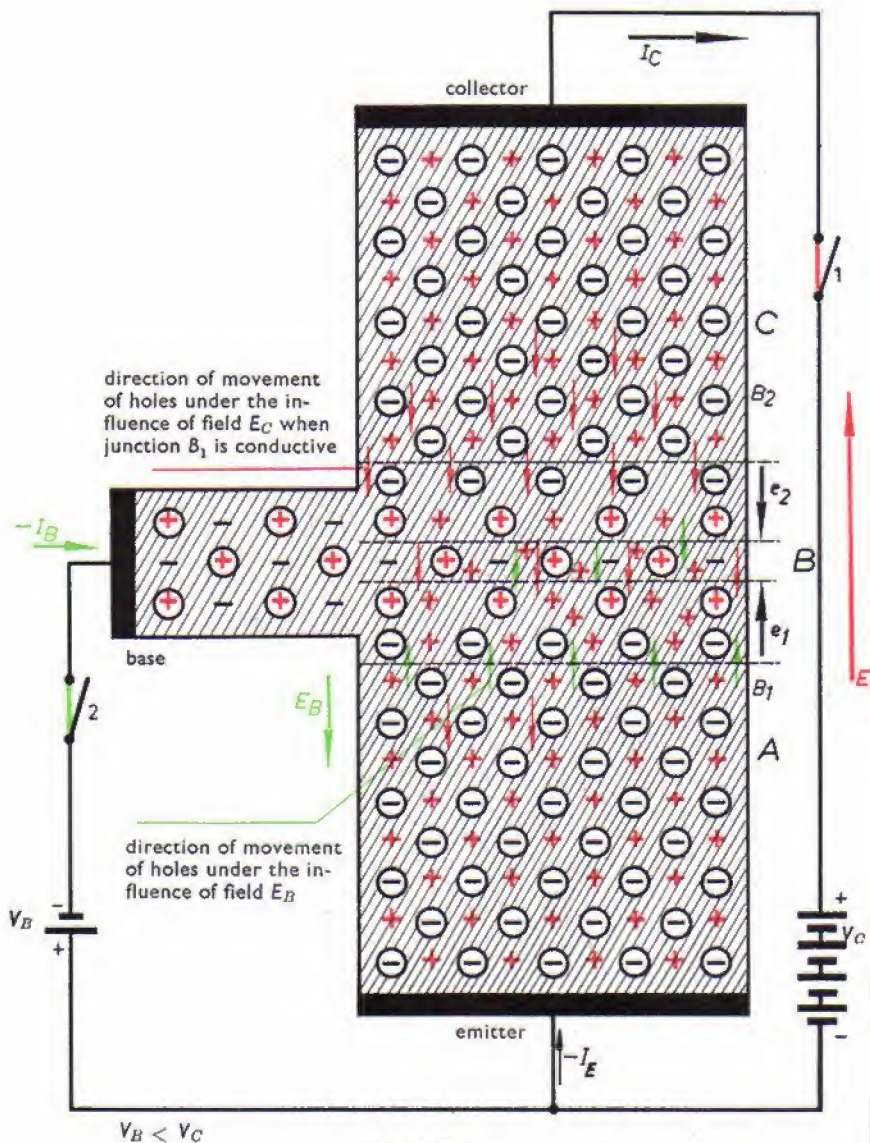 I_C
collector
1
C
direction of movement
of holes under the in-
fluence of field E_C when
junction B_1 is conductive
B_2
e_2
-I_B
B
e_1
base
B_1
E
2
E_B
A
direction of movement
of holes under the in-
fluence of field E_B
-
V_B
+
+
V_C
-
emitter
-I_E
V_B < V_C